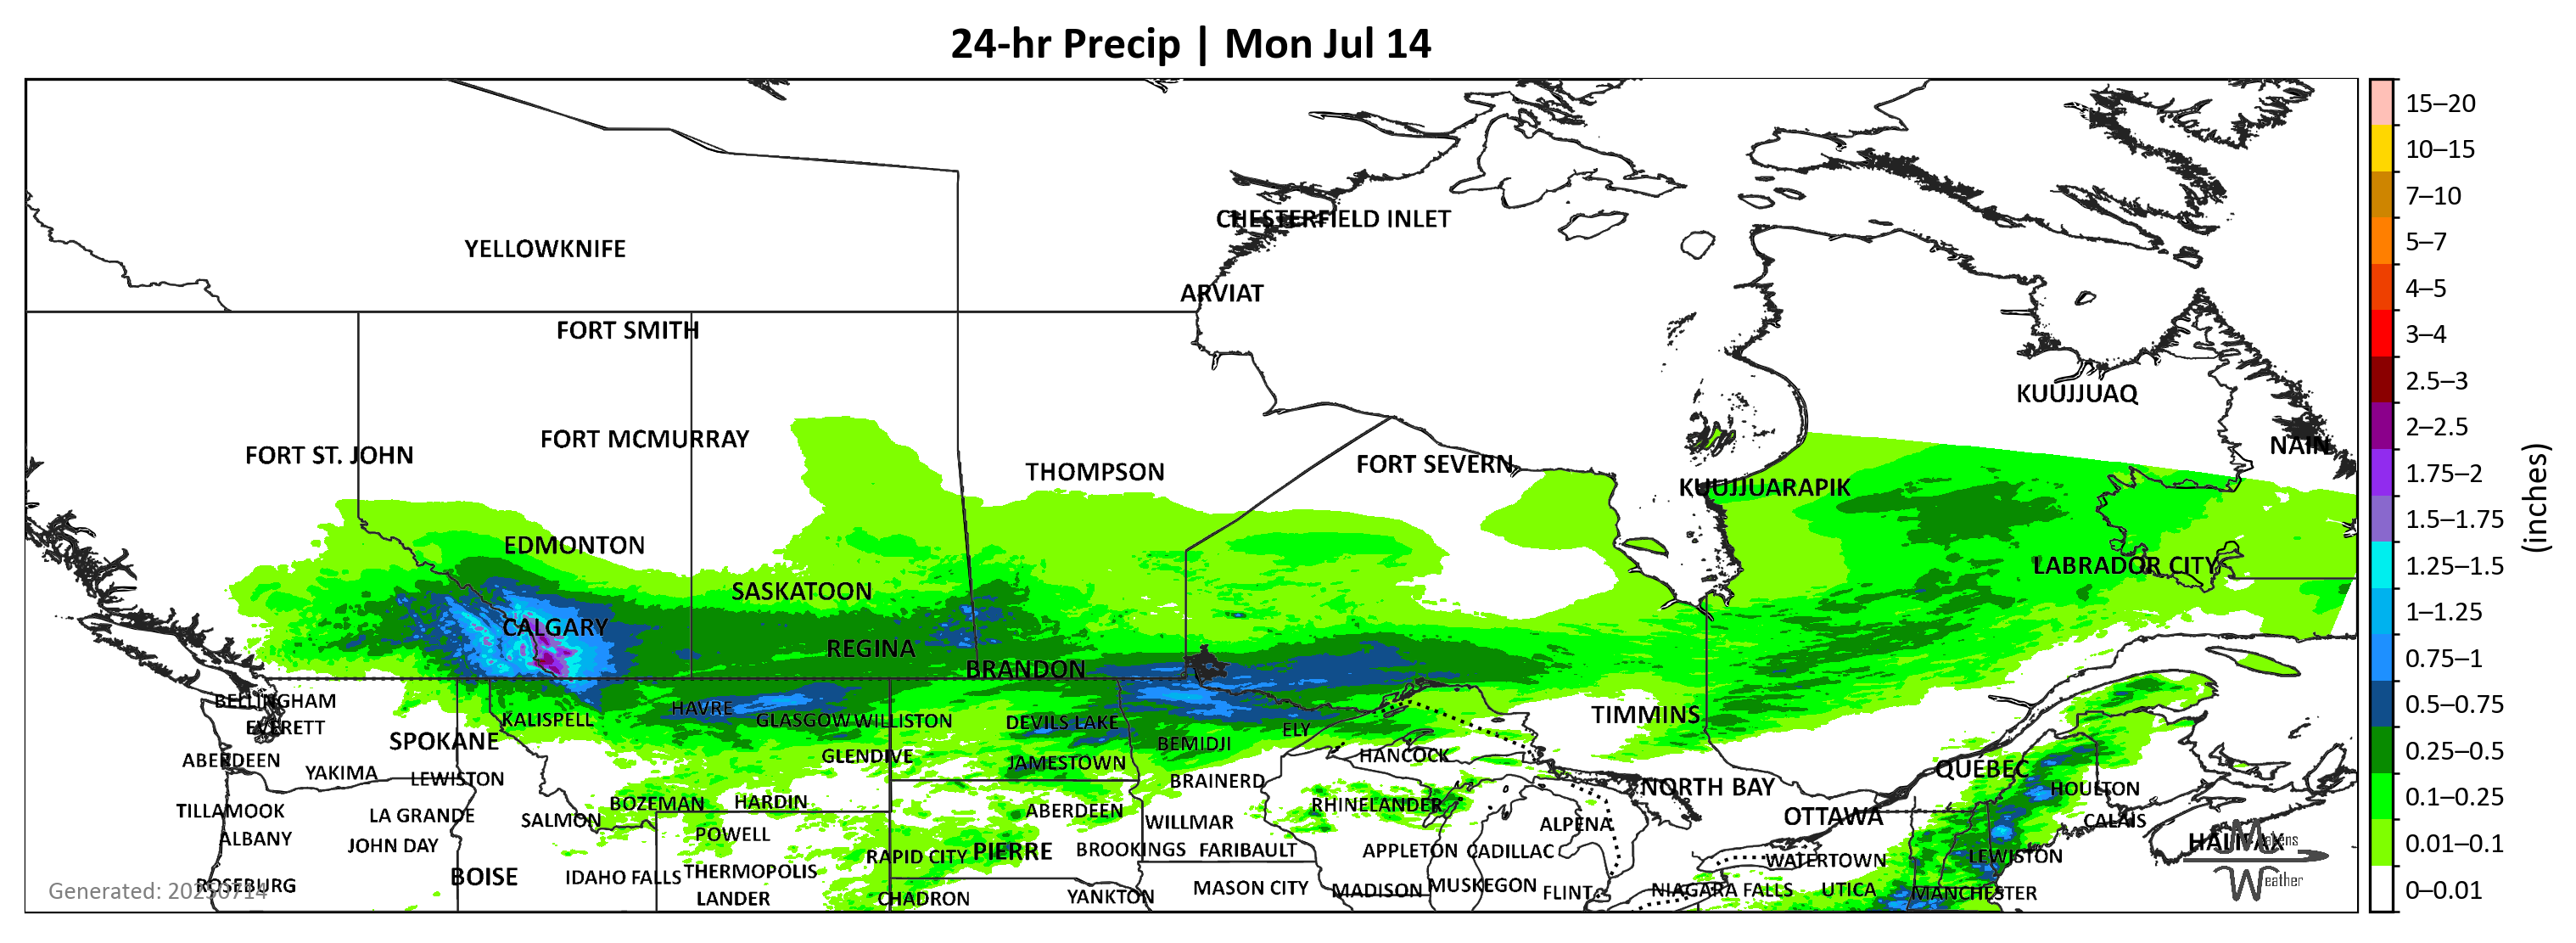 24-hr Precip | Mon Jul 14
CHESTERFIELD INLET
YELLOWKNIFE
ARVIAT
FORT SMITH
KUUJJUAQ
FORT MCMURRAY
NAIN
FORT ST. JOHN
THOMPSON
FORT SEVERN
KUUJJUARAPIK
EDMONTON
LABRADOR CITY
SASKATOON
CALGARY
REGINA
BRANDON
BELLINGHAM
HAVRE
KALISPELL
GLASGOW
WILLISTON
DEVILS LAKE
TIMMINS
EVERETT
ELY
SPOKANE
BEMIDJI
HANCOCK
GLENDIVE
ABERDEEN
JAMESTOWN
QUÉBEC
YAKIMA
LEWISTON
BRAINERD
NORTH BAY
HOULTON
TILLAMOOK
BOZEMAN
HARDIN
ABERDEEN
RHINELANDER
LA GRANDE
SALMON
WILLMAR
ALPENA
OTTAWA
CALAIS
ALBANY
POWELL
HALIFAX
JOHN DAY
RAPID CITY
PIERRE
BROOKINGS
FARIBAULT
APPLETON
CADILLAC
WATERTOWN
LEWISTON
BOISE
IDAHO FALLS
THERMOPOLIS
ROSEBURG
MASON CITY
MADISON
MUSKEGON
FLINT
NIAGARA FALLS
UTICA
MANCHESTER
LANDER
CHADRON
YANKTON
Generated: 20250714
Weather
15–20
10–15
7–10
5–7
4–5
3–4
2.5–3
2–2.5
1.75–2
1.5–1.75
1.25–1.5
1–1.25
0.75–1
0.5–0.75
0.25–0.5
0.1–0.25
0.01–0.1
0–0.01
(inches)